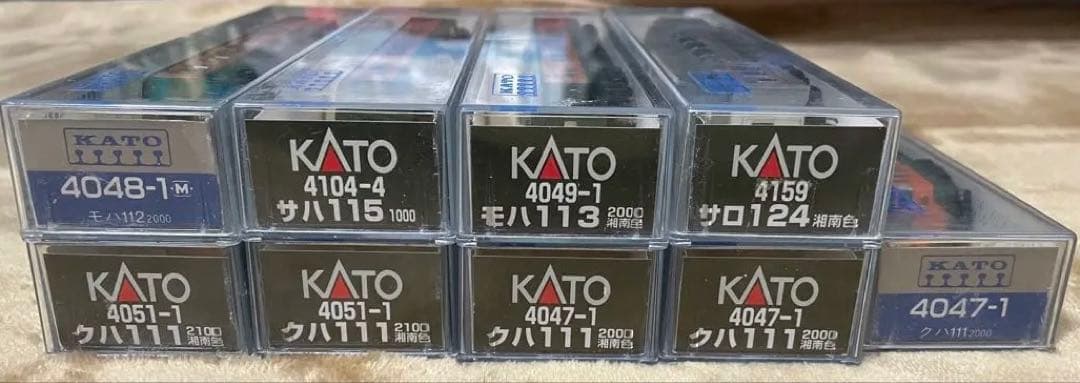 KATO
4048-1 M
モハ112 2000
KATO
4104-4
サハ115 1000
KATO
4049-1
モハ113 2000 湘南色
KATO
4159
サロ124 湘南色
KATO
4051-1
クハ111 2100 湘南色
KATO
4051-1
クハ111 2100 湘南色
KATO
4047-1
クハ111 2000 湘南色
KATO
4047-1
クハ111 2000 湘南色
KATO
4047-1
クハ111 2000
KATO